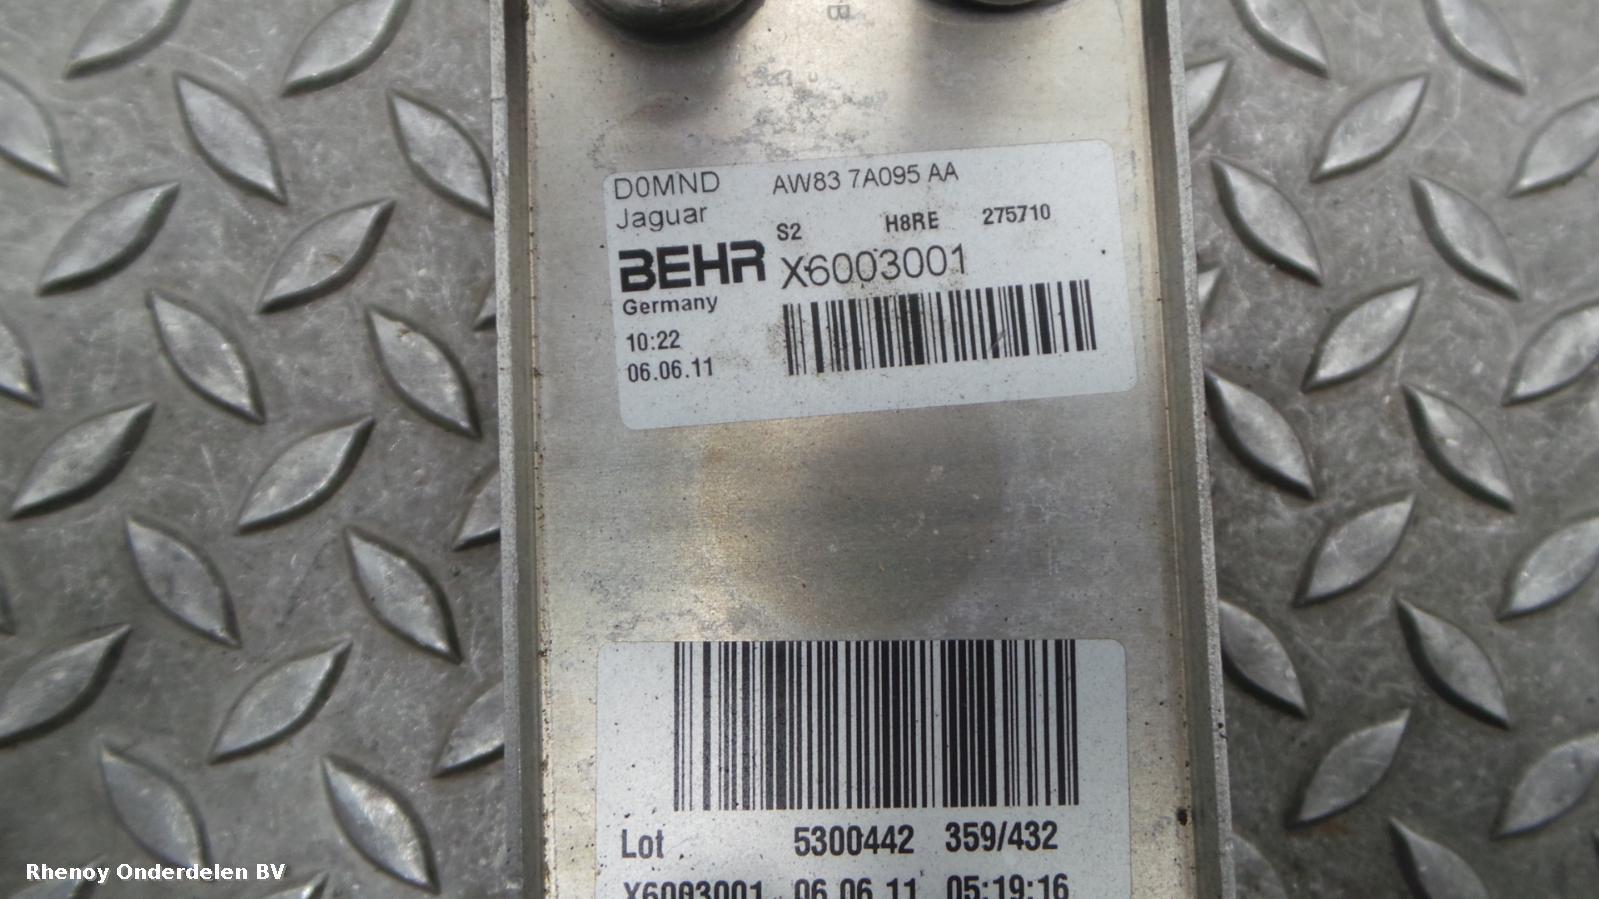 D0MND AW83 7A095 AA
Jaguar S2 H8RE 275710
BEHR X6003001
Germany
10:22
06.06.11
Lot 5300442 359/432
X6003001 06.06.11 05:19:16
Rhenoy Onderdelen BV